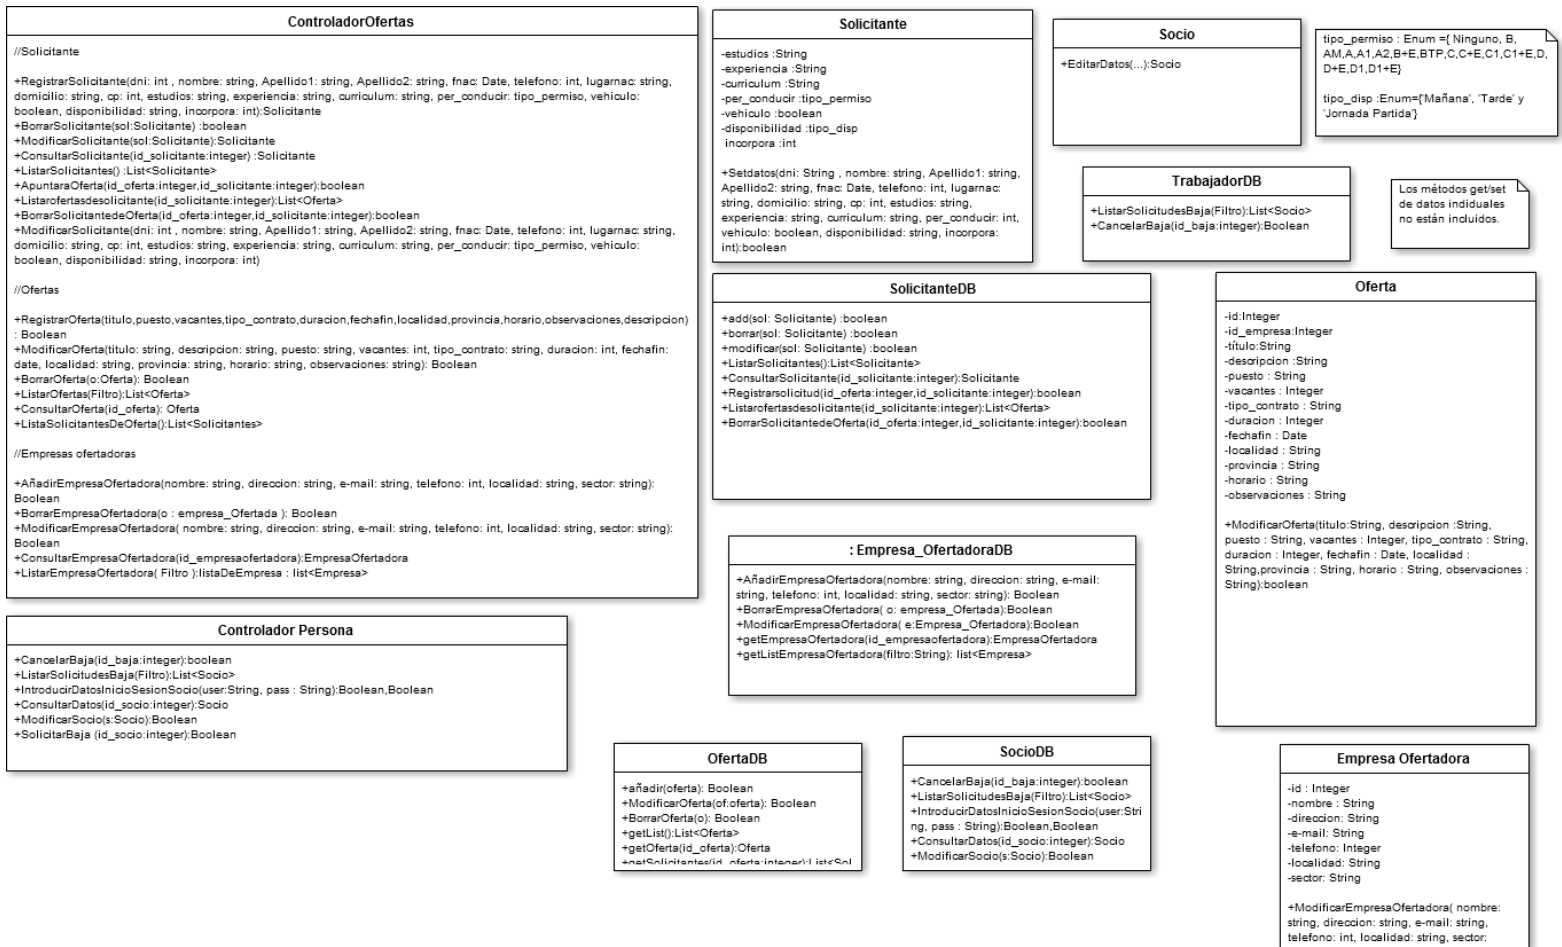 ControladorOfertas
//Solicitante
+RegistrarSolicitante(dni: int , nombre: string, Apellido1: string, Apellido2: string, fnac: Date, telefono: int, lugarnac: string,
domicilio: string, cp: int, estudios: string, experiencia: string, curriculum: string, per_conducir: tipo_permiso, vehiculo:
boolean, disponibilidad: string, incorpora: int):Solicitante
+BorrarSolicitante(sol:Solicitante) :boolean
+ModificarSolicitante(sol:Solicitante):Solicitante
+ConsultarSolicitante(id_solicitante:integer) :Solicitante
+ListarSolicitantes() :List<Solicitante>
+ApuntaraOferta(id_oferta:integer,id_solicitante:integer):boolean
+Listarofertasdesolicitante(id_solicitante:integer):List<Oferta>
+BorrarSolicitantedeOferta(id_oferta:integer,id_solicitante:integer):boolean
+ModificarSolicitante(dni: int , nombre: string, Apellido1: string, Apellido2: string, fnac: Date, telefono: int, lugarnac: string,
domicilio: string, cp: int, estudios: string, experiencia: string, curriculum: string, per_conducir: tipo_permiso, vehiculo:
boolean, disponibilidad: string, incorpora: int)
//Ofertas
+RegistrarOferta(titulo,puesto,vacantes,tipo_contrato,duracion,fechafin,localidad,provincia,horario,observaciones,descripcion)
: Boolean
+ModificarOferta(titulo: string, descripcion: string, puesto: string, vacantes: int, tipo_contrato: string, duracion: int, fechafin:
date, localidad: string, provincia: string, horario: string, observaciones: string): Boolean
+BorrarOferta(o:Oferta): Boolean
+ListarOfertas(Filtro):List<Oferta>
+ConsultarOferta(id_oferta): Oferta
+ListaSolicitantesDeOferta():List<Solicitantes>
//Empresas ofertadoras
+AñadirEmpresaOfertadora(nombre: string, direccion: string, e-mail: string, telefono: int, localidad: string, sector: string):
Boolean
+BorrarEmpresaOfertadora(o : empresa_Ofertada ): Boolean
+ModificarEmpresaOfertadora( nombre: string, direccion: string, e-mail: string, telefono: int, localidad: string, sector: string):
Boolean
+ConsultarEmpresaOfertadora(id_empresaofertadora):EmpresaOfertadora
+ListarEmpresaOfertadora( Filtro ):listaDeEmpresa : list<Empresa>
Solicitante
-estudios :String
-experiencia :String
-curriculum :String
-per_conducir :tipo_permiso
-vehiculo :boolean
-disponibilidad :tipo_disp
incorpora :int
+Setdatos(dni: String , nombre: string, Apellido1: string,
Apellido2: string, fnac: Date, telefono: int, lugarnac:
string, domicilio: string, cp: int, estudios: string,
experiencia: string, curriculum: string, per_conducir: int,
vehiculo: boolean, disponibilidad: string, incorpora:
int):boolean
Socio
+EditarDatos(...):Socio
tipo_permiso : Enum ={ Ninguno, B,
AM,A,A1,A2,B+E,BTP,C,C+E,C1,C1+E,D,
D+E,D1,D1+E}
tipo_disp :Enum={'Mañana', 'Tarde' y
'Jornada Partida'}
TrabajadorDB
+ListarSolicitudesBaja(Filtro):List<Socio>
+CancelarBaja(id_baja:integer):Boolean
Los métodos get/set
de datos indiduales
no están incluidos.
SolicitanteDB
+add(sol: Solicitante) :boolean
+borrar(sol: Solicitante) :boolean
+modificar(sol: Solicitante) :boolean
+ListarSolicitantes():List<Solicitante>
+ConsultarSolicitante(id_solicitante:integer):Solicitante
+Registrarsolicitud(id_oferta:integer,id_solicitante:integer):boolean
+Listarofertasdesolicitante(id_solicitante:integer):List<Oferta>
+BorrarSolicitantedeOferta(id_oferta:integer,id_solicitante:integer):boolean
Oferta
-id:Integer
-id_empresa:Integer
-título:String
-descripcion :String
-puesto : String
-vacantes : Integer
-tipo_contrato : String
-duracion : Integer
-fechafin : Date
-localidad : String
-provincia : String
-horario : String
-observaciones : String
+ModificarOferta(titulo:String, descripcion :String,
puesto : String, vacantes : Integer, tipo_contrato : String,
duracion : Integer, fechafin : Date, localidad :
String,provincia : String, horario : String, observaciones :
String):boolean
: Empresa_OfertadoraDB
+AñadirEmpresaOfertadora(nombre: string, direccion: string, e-mail:
string, telefono: int, localidad: string, sector: string): Boolean
+BorrarEmpresaOfertadora( o: empresa_Ofertada):Boolean
+ModificarEmpresaOfertadora( e:Empresa_Ofertadora):Boolean
+getEmpresaOfertadora(id_empresaofertadora):EmpresaOfertadora
+getListEmpresaOfertadora(filtro:String): list<Empresa>
Controlador Persona
+CancelarBaja(id_baja:integer):boolean
+ListarSolicitudesBaja(Filtro):List<Socio>
+IntroducirDatosInicioSesionSocio(user:String, pass : String):Boolean,Boolean
+ConsultarDatos(id_socio:integer):Socio
+ModificarSocio(s:Socio):Boolean
+SolicitarBaja (id_socio:integer):Boolean
OfertaDB
+añadir(oferta): Boolean
+ModificarOferta(of:oferta): Boolean
+BorrarOferta(o): Boolean
+getList():List<Oferta>
+getOferta(id_oferta):Oferta
+getSolicitantes(id_oferta:integer):List<Sol
SocioDB
+CancelarBaja(id_baja:integer):boolean
+ListarSolicitudesBaja(Filtro):List<Socio>
+IntroducirDatosInicioSesionSocio(user:Stri
ng, pass : String):Boolean,Boolean
+ConsultarDatos(id_socio:integer):Socio
+ModificarSocio(s:Socio):Boolean
Empresa Ofertadora
-id : Integer
-nombre : String
-direccion: String
-e-mail: String
-telefono: Integer
-localidad: String
-sector: String
+ModificarEmpresaOfertadora( nombre:
string, direccion: string, e-mail: string,
telefono: int, localidad: string, sector: